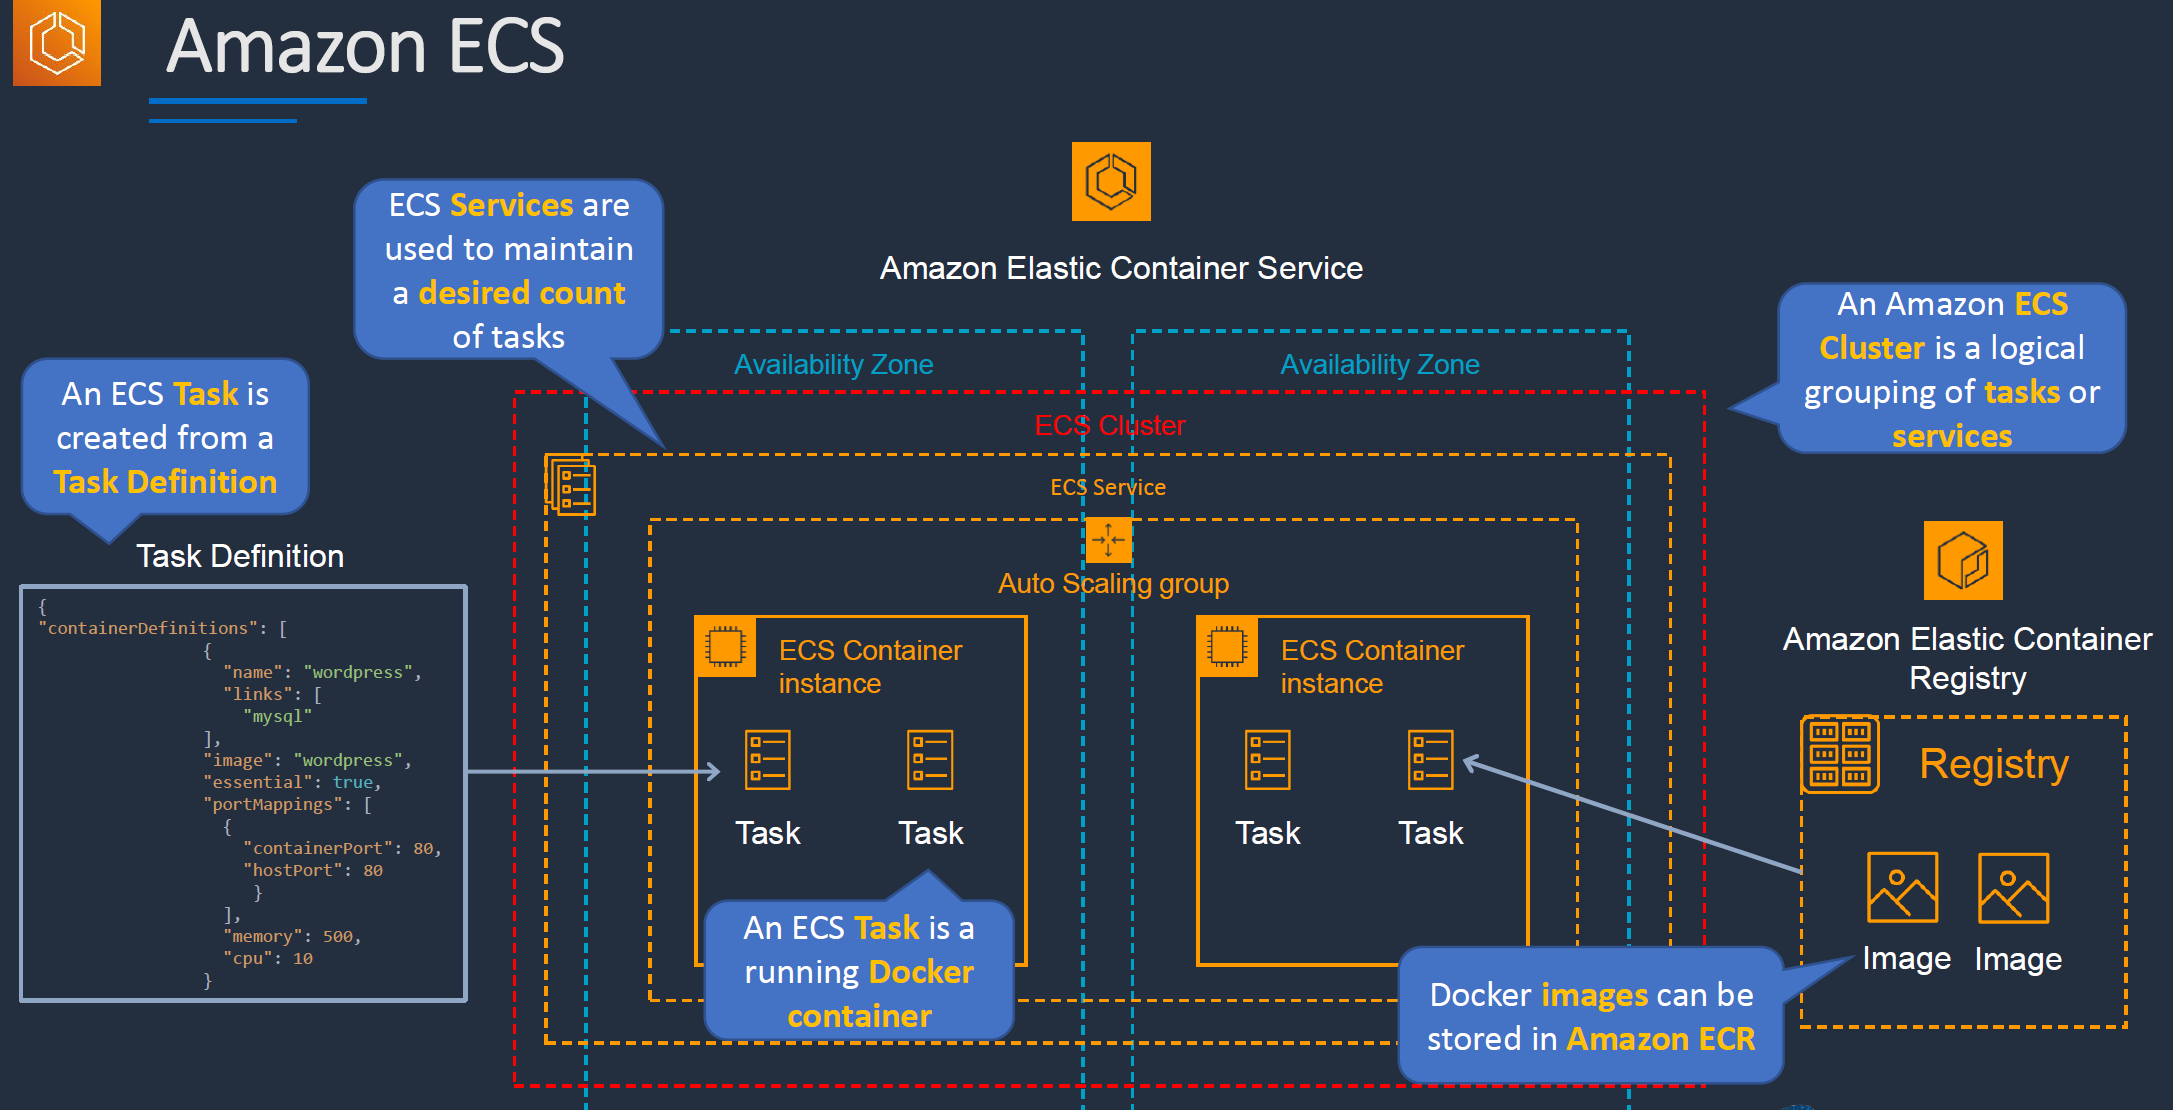 Amazon ECS
Amazon Elastic Container Service
ECS Services are
used to maintain
a desired count
of tasks
An Amazon ECS
Cluster is a logical
grouping of tasks or
services
An ECS Task is
created from a
Task Definition
Availability Zone
Availability Zone
ECS Cluster
ECS Service
Auto Scaling group
Task Definition
{
"containerDefinitions": [
{
"name": "wordpress",
"links": [
"mysql"
],
"image": "wordpress",
"essential": true,
"portMappings": [
{
"containerPort": 80,
"hostPort": 80
}
],
"memory": 500,
"cpu": 10
}
ECS Container
instance
Task
Task
ECS Container
instance
Task
Task
An ECS Task is a
running Docker
container
Amazon Elastic Container
Registry
Registry
Image
Image
Docker images can be
stored in Amazon ECR